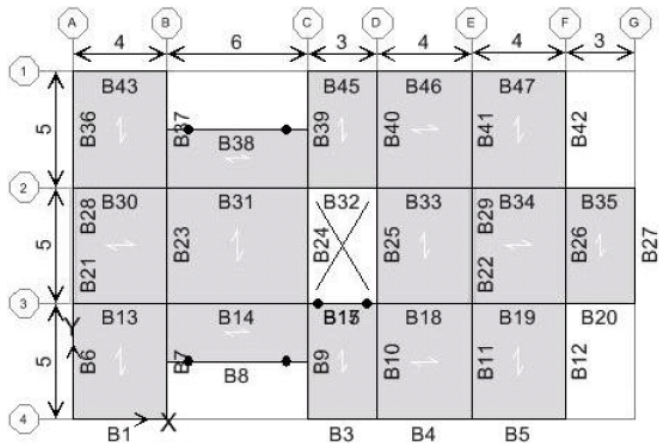 A B C D E F G
4 6 3 4 4 3
1
B43 B45 B46 B47
5 B36 B37 B39 B40 B41 B42
B38
2
B30 B31 B32 B33 B34 B35
B28 B29
5 B23 B24 B25 B26 B27
B21 B22
3
B13 B14 B18 B19 B20
Y
5 B6 B7 B9 B10 B11 B12
B8
4 X
B1 B3 B4 B5